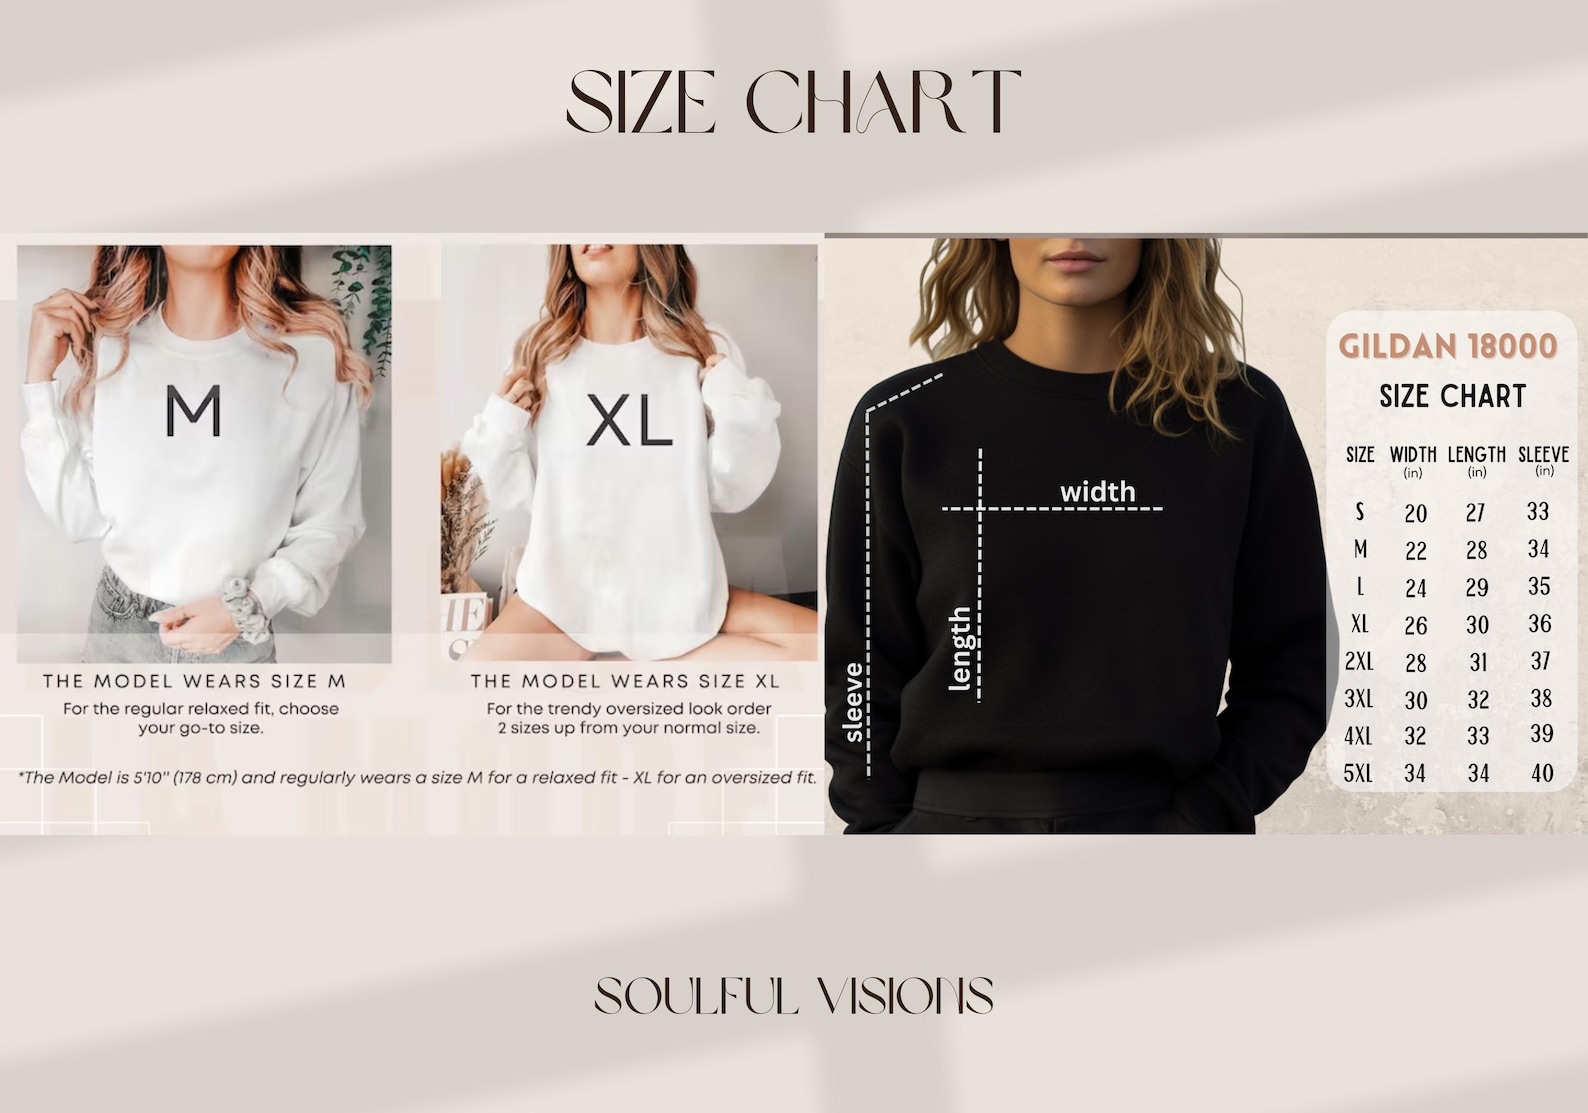 SIZE CHART
M
XL
THE MODEL WEARS SIZE M
For the regular relaxed fit, choose
your go-to size.
THE MODEL WEARS SIZE XL
For the trendy oversized look order
2 sizes up from your normal size.
*The Model is 5'10" (178 cm) and regularly wears a size M for a relaxed fit - XL for an oversized fit.
width
length
sleeve
GILDAN 18000
SIZE CHART
SIZE WIDTH LENGTH SLEEVE
(in) (in) (in)
S 20 27 33
M 22 28 34
L 24 29 35
XL 26 30 36
2XL 28 31 37
3XL 30 32 38
4XL 32 33 39
5XL 34 34 40
SOULFUL VISIONS